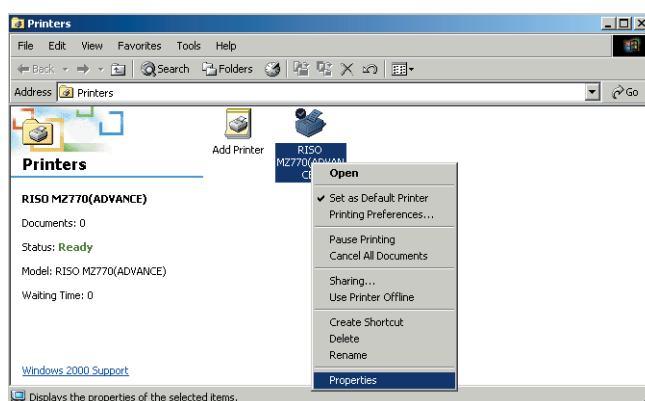 Printers
File Edit View Favorites Tools Help
Back Search Folders
Address Printers Go
Printers
RISO MZ770(ADVANCE)
Documents: 0
Status: Ready
Model: RISO MZ770(ADVANCE)
Waiting Time: 0
Windows 2000 Support
Add Printer
RISO
MZ770(ADVAN
CE
Open
Set as Default Printer
Printing Preferences...
Pause Printing
Cancel All Documents
Sharing...
Use Printer Offline
Create Shortcut
Delete
Rename
Properties
Displays the properties of the selected items.